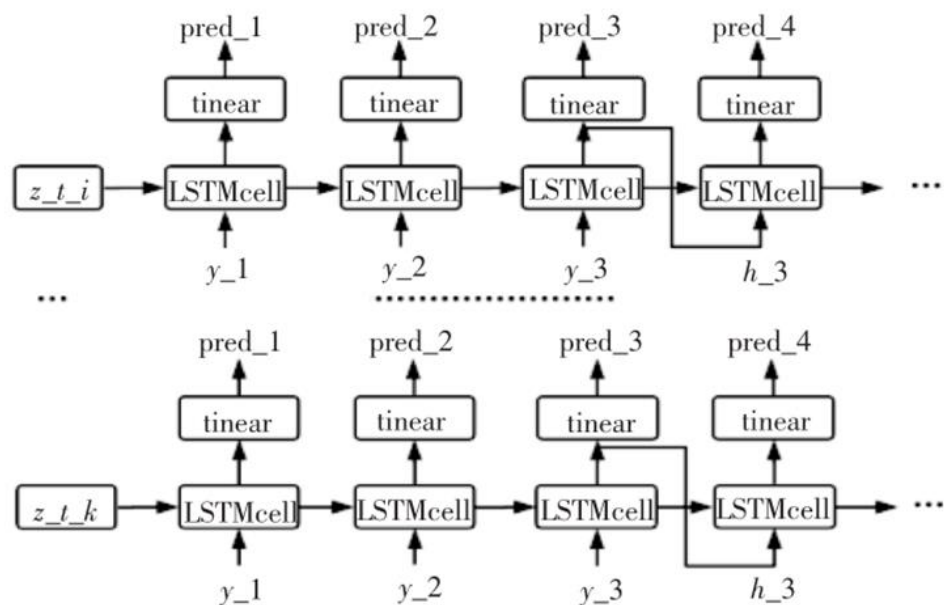 pred_1 pred_2 pred_3 pred_4
tinear tinear tinear tinear
z_t_i LSTMcell LSTMcell LSTMcell LSTMcell ...
y_1 y_2 y_3 h_3
...
pred_1 pred_2 pred_3 pred_4
tinear tinear tinear tinear
z_t_k LSTMcell LSTMcell LSTMcell LSTMcell ...
y_1 y_2 y_3 h_3